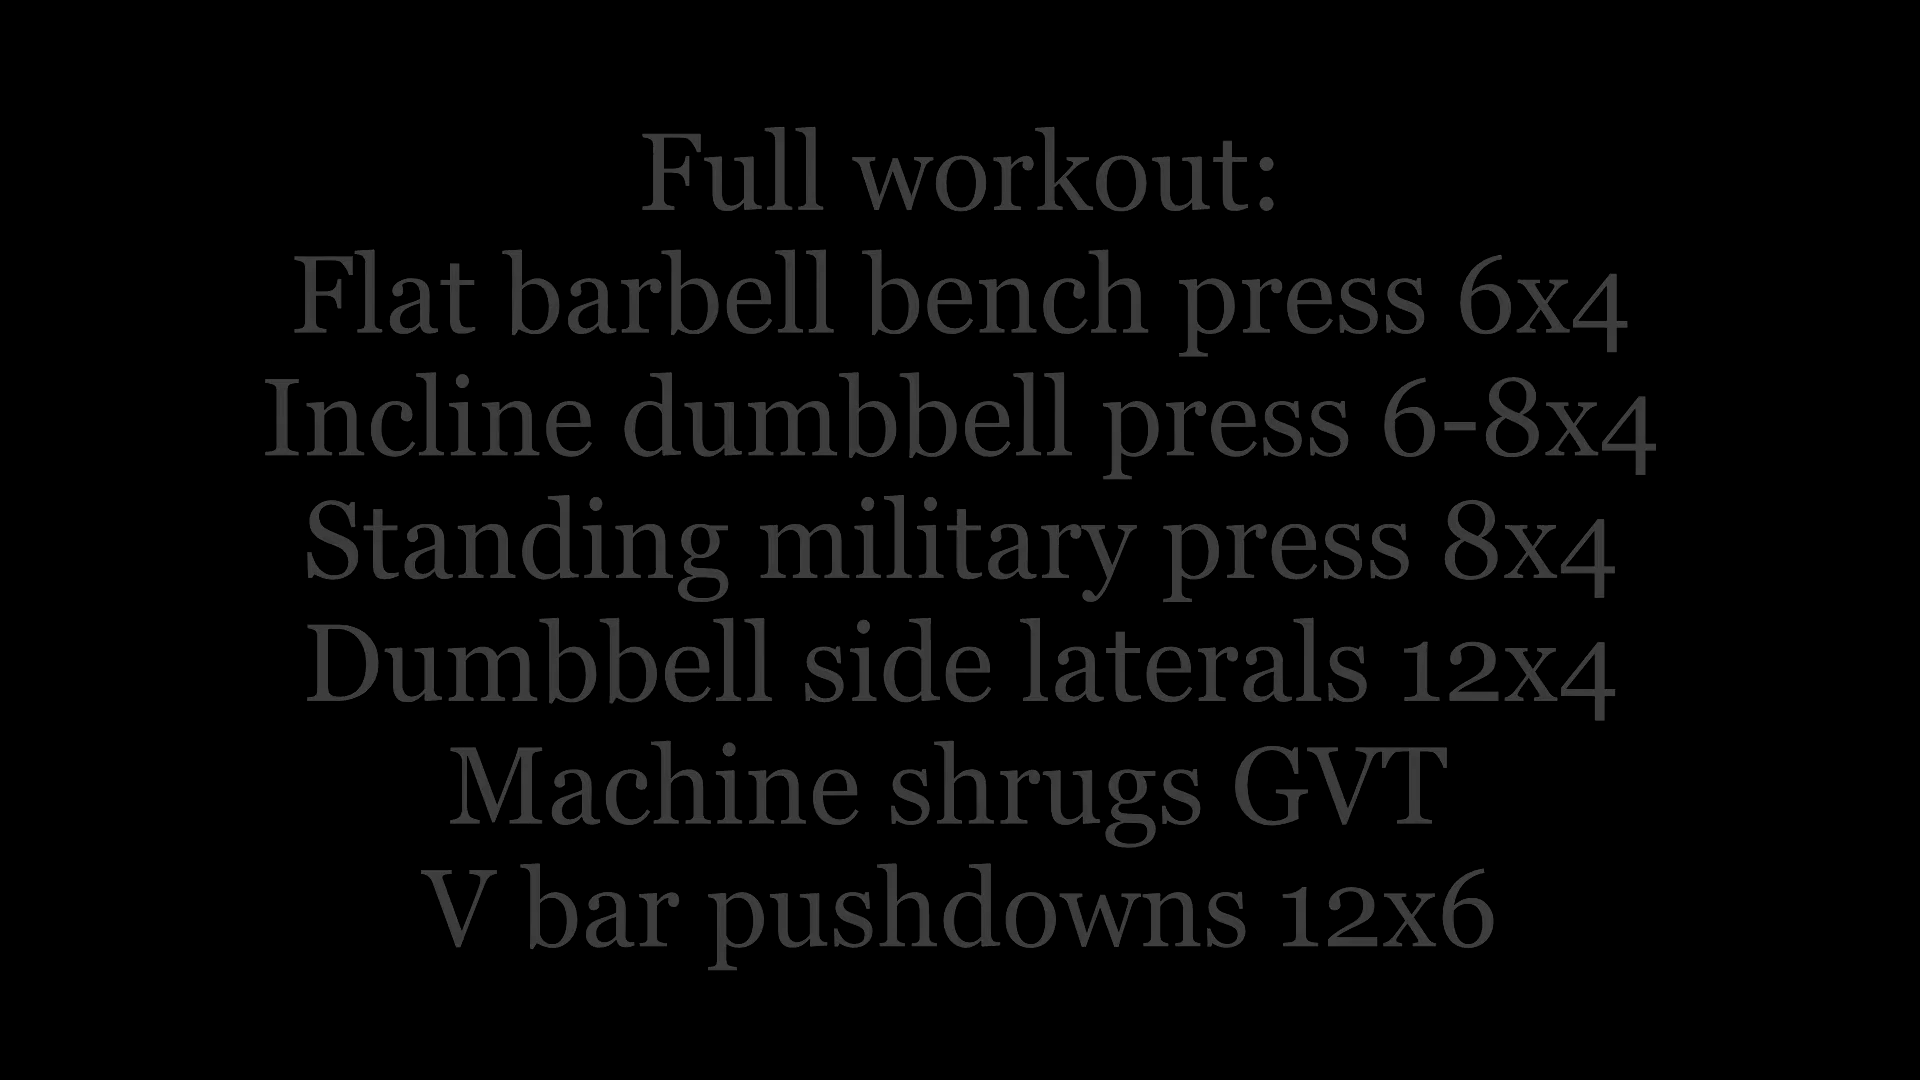 Full workout:
Flat barbell bench press 6x4
Incline dumbbell press 6-8x4
Standing military press 8x4
Dumbbell side laterals 12x4
Machine shrugs GVT
V bar pushdowns 12x6